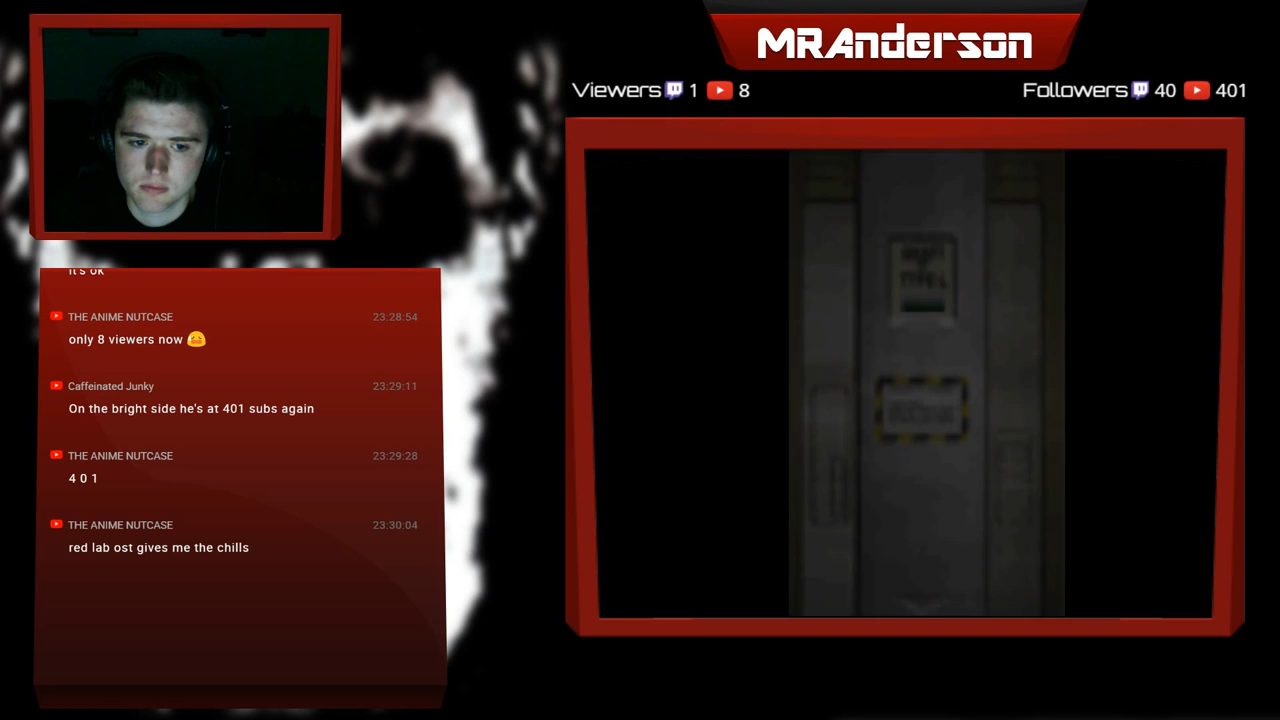 MRAnderson
Viewers 1 8
Followers 40 401
it's ok
THE ANIME NUTCASE 23:28:54
only 8 viewers now
Caffeinated Junky 23:29:11
On the bright side he's at 401 subs again
THE ANIME NUTCASE 23:29:28
4 0 1
THE ANIME NUTCASE 23:30:04
red lab ost gives me the chills